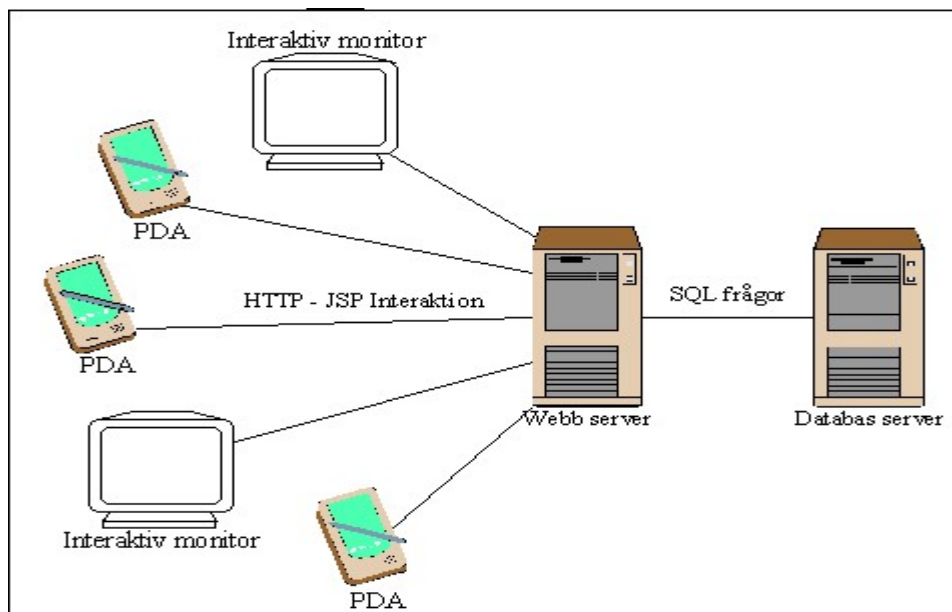 Interaktiv monitor
PDA
HTTP - JSP Interaktion
SQL frågor
PDA
Webb server
Databas server
Interaktiv monitor
PDA